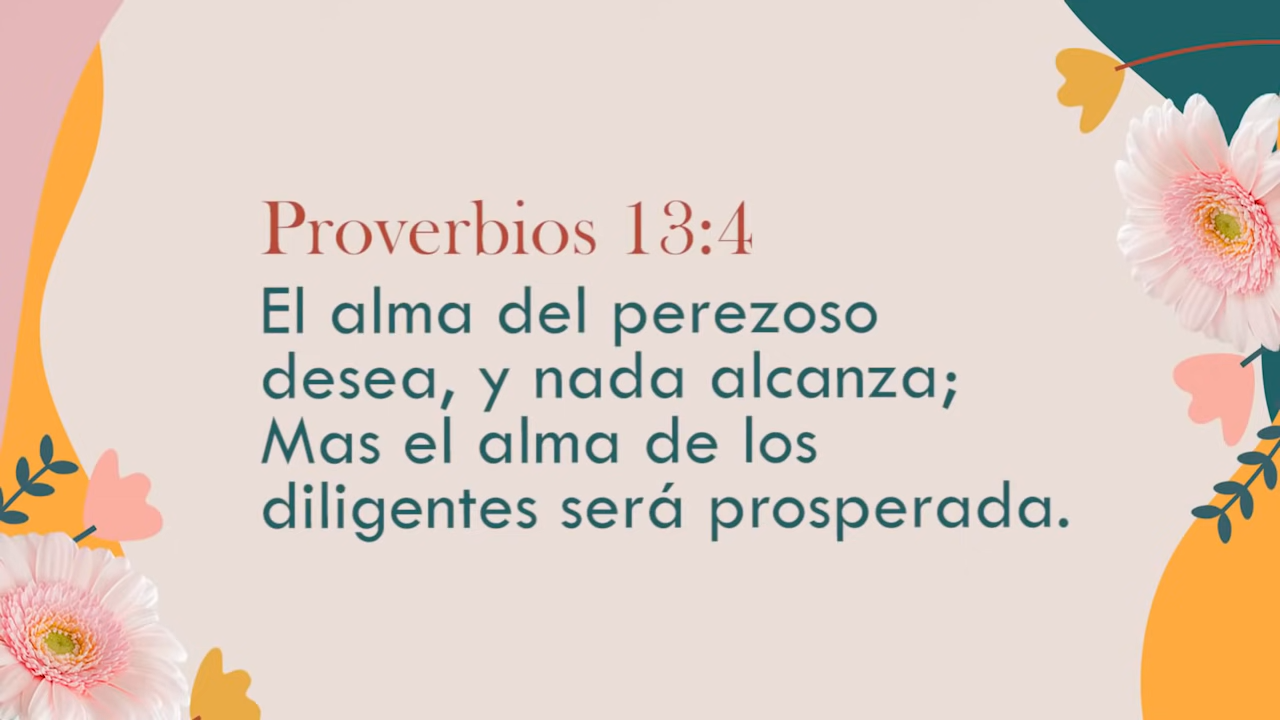 Proverbios 13:4
El alma del perezoso
desea, y nada alcanza;
Mas el alma de los
diligentes será prosperada.